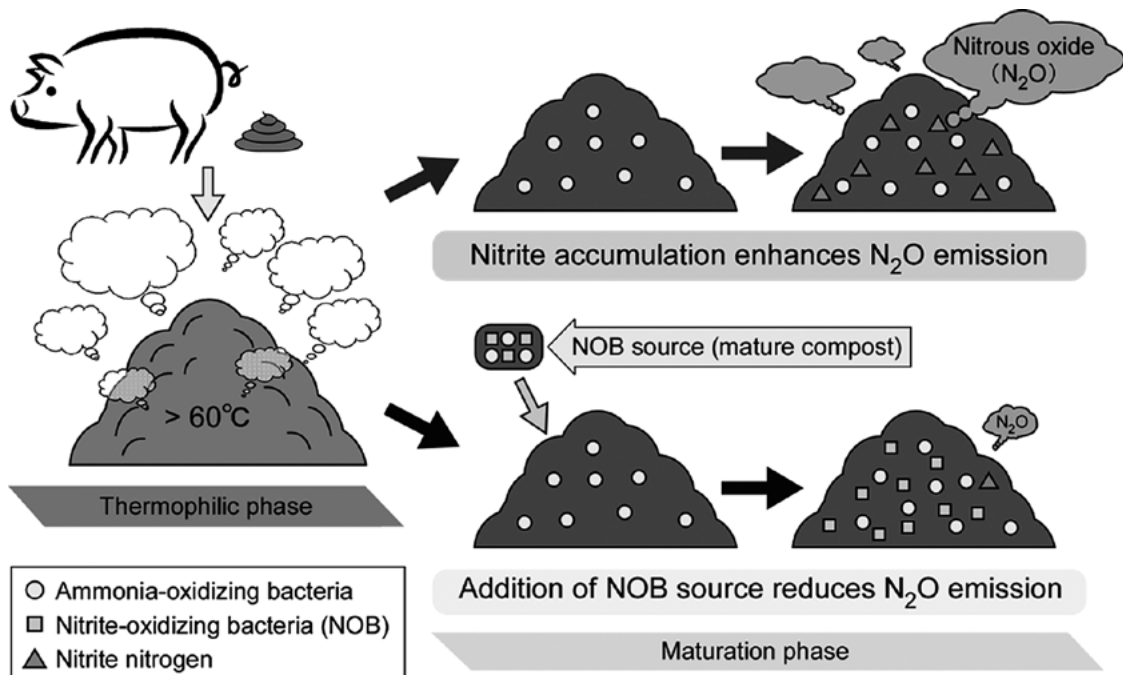 Nitrous oxide
(N₂O)
Nitrite accumulation enhances N₂O emission
NOB source (mature compost)
> 60℃
N₂O
Thermophilic phase
Addition of NOB source reduces N₂O emission
Maturation phase
Ammonia-oxidizing bacteria
Nitrite-oxidizing bacteria (NOB)
Nitrite nitrogen